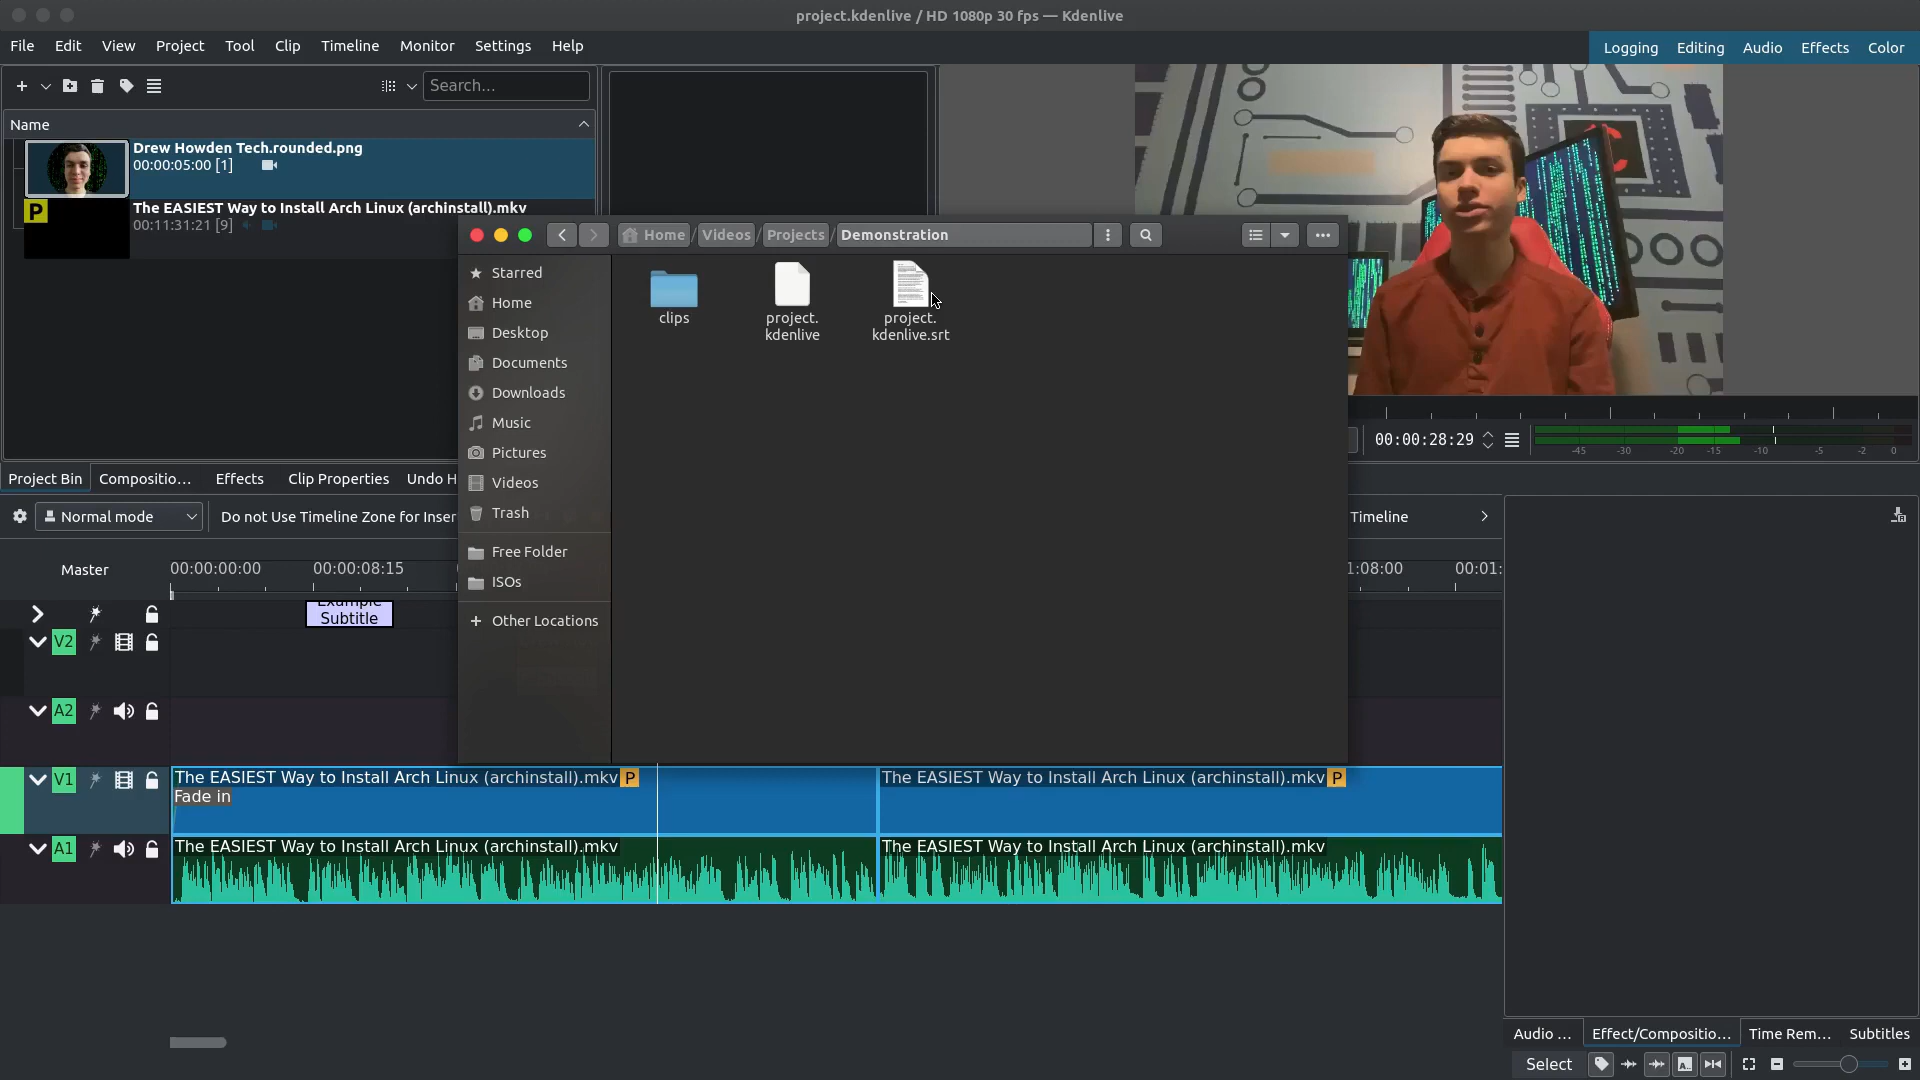 project.kdenlive / HD 1080p 30 fps — Kdenlive
File Edit View Project Tool Clip Timeline Monitor Settings Help
Logging Editing Audio Effects Color
Search...
Name
Drew Howden Tech.rounded.png
00:00:05:00 [1]
P
The EASIEST Way to Install Arch Linux (archinstall).mkv
00:11:31:21 [9]
Home / Videos / Projects / Demonstration
Starred
Home
Desktop
Documents
Downloads
Music
Pictures
Videos
Trash
Free Folder
ISOs
+ Other Locations
clips
project.
kdenlive
project.
kdenlive.srt
00:00:28:29
-45 -30 -20 -15 -10 -5 -2 0
Project Bin Compositio... Effects Clip Properties Undo H
Normal mode
Do not Use Timeline Zone for Inser
Timeline
Master
00:00:00:00 00:00:08:15
1:08:00 00:01:
Example
Subtitle
V2
A2
V1
The EASIEST Way to Install Arch Linux (archinstall).mkv P
Fade in
The EASIEST Way to Install Arch Linux (archinstall).mkv P
A1
The EASIEST Way to Install Arch Linux (archinstall).mkv
The EASIEST Way to Install Arch Linux (archinstall).mkv
Audio ... Effect/Compositio... Time Rem... Subtitles
Select